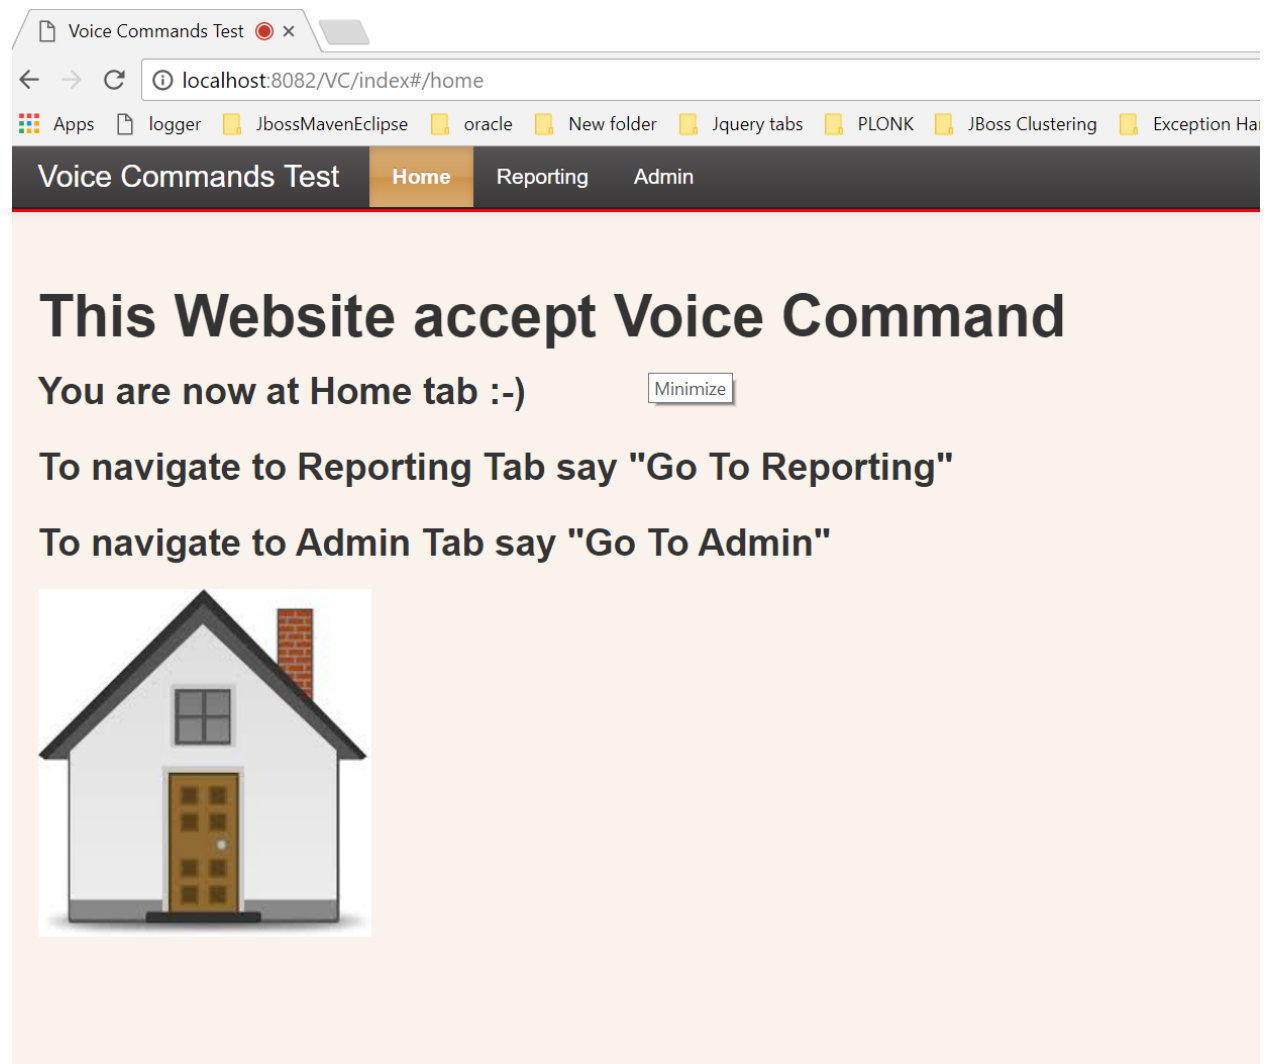 Voice Commands Test
localhost:8082/VC/index#/home
Apps logger JbossMavenEclipse oracle New folder Jquery tabs PLONK JBoss Clustering Exception Ha
Voice Commands Test Home Reporting Admin
This Website accept Voice Command
You are now at Home tab :-)
Minimize
To navigate to Reporting Tab say "Go To Reporting"
To navigate to Admin Tab say "Go To Admin"